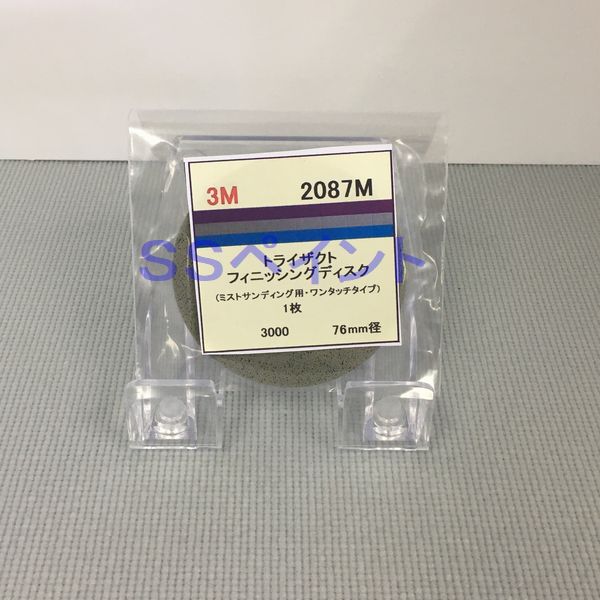 3M 2087M
トライザクト
フィニッシングディスク
(ミストサンディング用・ワンタッチタイプ)
1枚
3000 76mm径
SSペイント